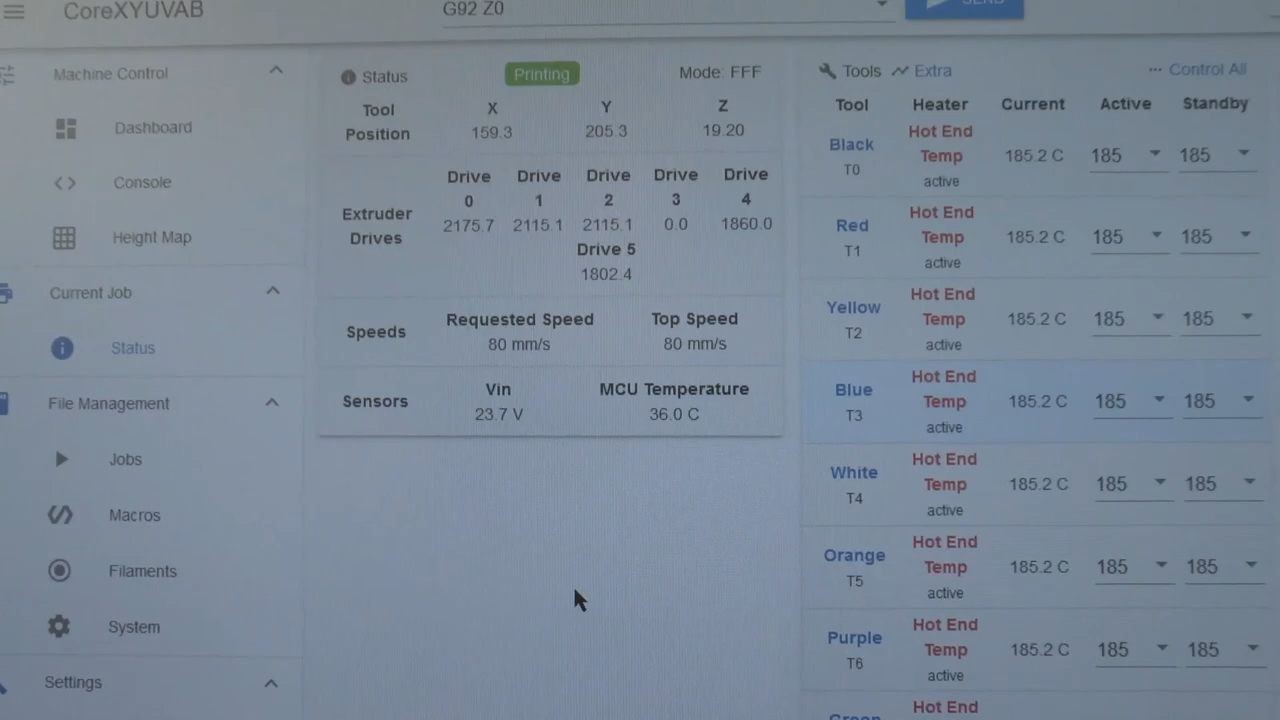 CoreXYUVAB
G92 Z0
SEND
Machine Control
Dashboard
Console
Height Map
Current Job
Status
File Management
Jobs
Macros
Filaments
System
Settings
Status
Printing
Mode: FFF
Tool Position
X
Y
Z
159.3
205.3
19.20
Extruder Drives
Drive 0
Drive 1
Drive 2
Drive 3
Drive 4
2175.7
2115.1
2115.1
0.0
1860.0
Drive 5
1802.4
Speeds
Requested Speed
Top Speed
80 mm/s
80 mm/s
Sensors
Vin
MCU Temperature
23.7 V
36.0 C
Tools
Extra
Control All
Tool
Heater
Current
Active
Standby
Black
T0
Hot End
Temp
active
185.2 C
185
185
Red
T1
Hot End
Temp
active
185.2 C
185
185
Yellow
T2
Hot End
Temp
active
185.2 C
185
185
Blue
T3
Hot End
Temp
active
185.2 C
185
185
White
T4
Hot End
Temp
active
185.2 C
185
185
Orange
T5
Hot End
Temp
active
185.2 C
185
185
Purple
T6
Hot End
Temp
active
185.2 C
185
185
Green
Hot End